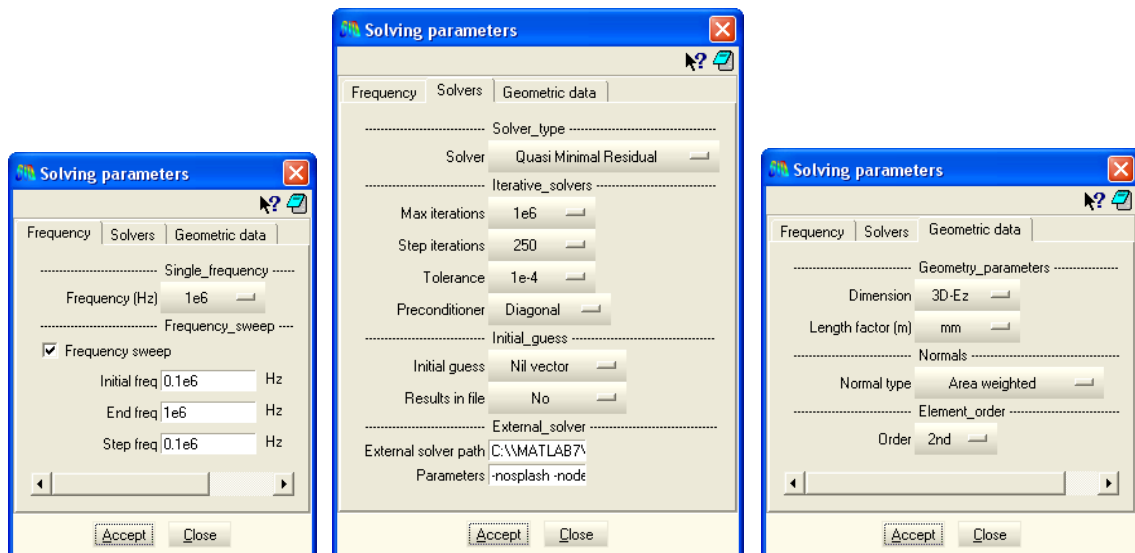 Solving parameters
Frequency Solvers Geometric data
Single_frequency
Frequency (Hz) 1e6
Frequency_sweep
Frequency sweep
Initial freq 0.1e6 Hz
End freq 1e6 Hz
Step freq 0.1e6 Hz
Accept Close
Solving parameters
Frequency Solvers Geometric data
Solver_type
Solver Quasi Minimal Residual
Iterative_solvers
Max iterations 1e6
Step iterations 250
Tolerance 1e-4
Preconditioner Diagonal
Initial_guess
Initial guess Nil vector
Results in file No
External_solver
External solver path C:\\MATLAB7\
Parameters -nosplash -node
Accept Close
Solving parameters
Frequency Solvers Geometric data
Geometry_parameters
Dimension 3D-Ez
Length factor (m) mm
Normals
Normal type Area weighted
Element_order
Order 2nd
Accept Close